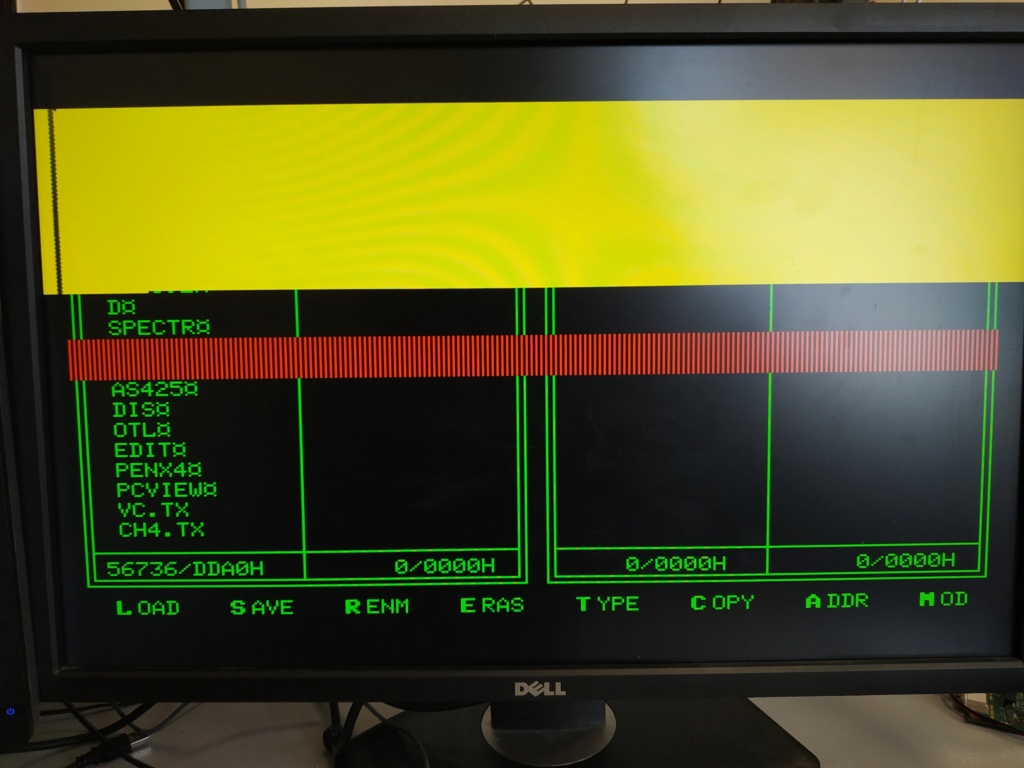 D¤
SPECTR¤
AS425¤
DIS¤
OTL¤
EDIT¤
PENX4¤
PCVIEW¤
VC.TX
CH4.TX
56736/DDA0H 0/0000H 0/0000H 0/0000H
LOAD SAVE RENM ERAS TYPE COPY ADDR MOD
DELL